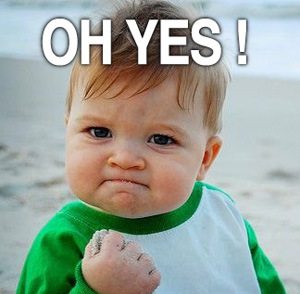 OH YES !